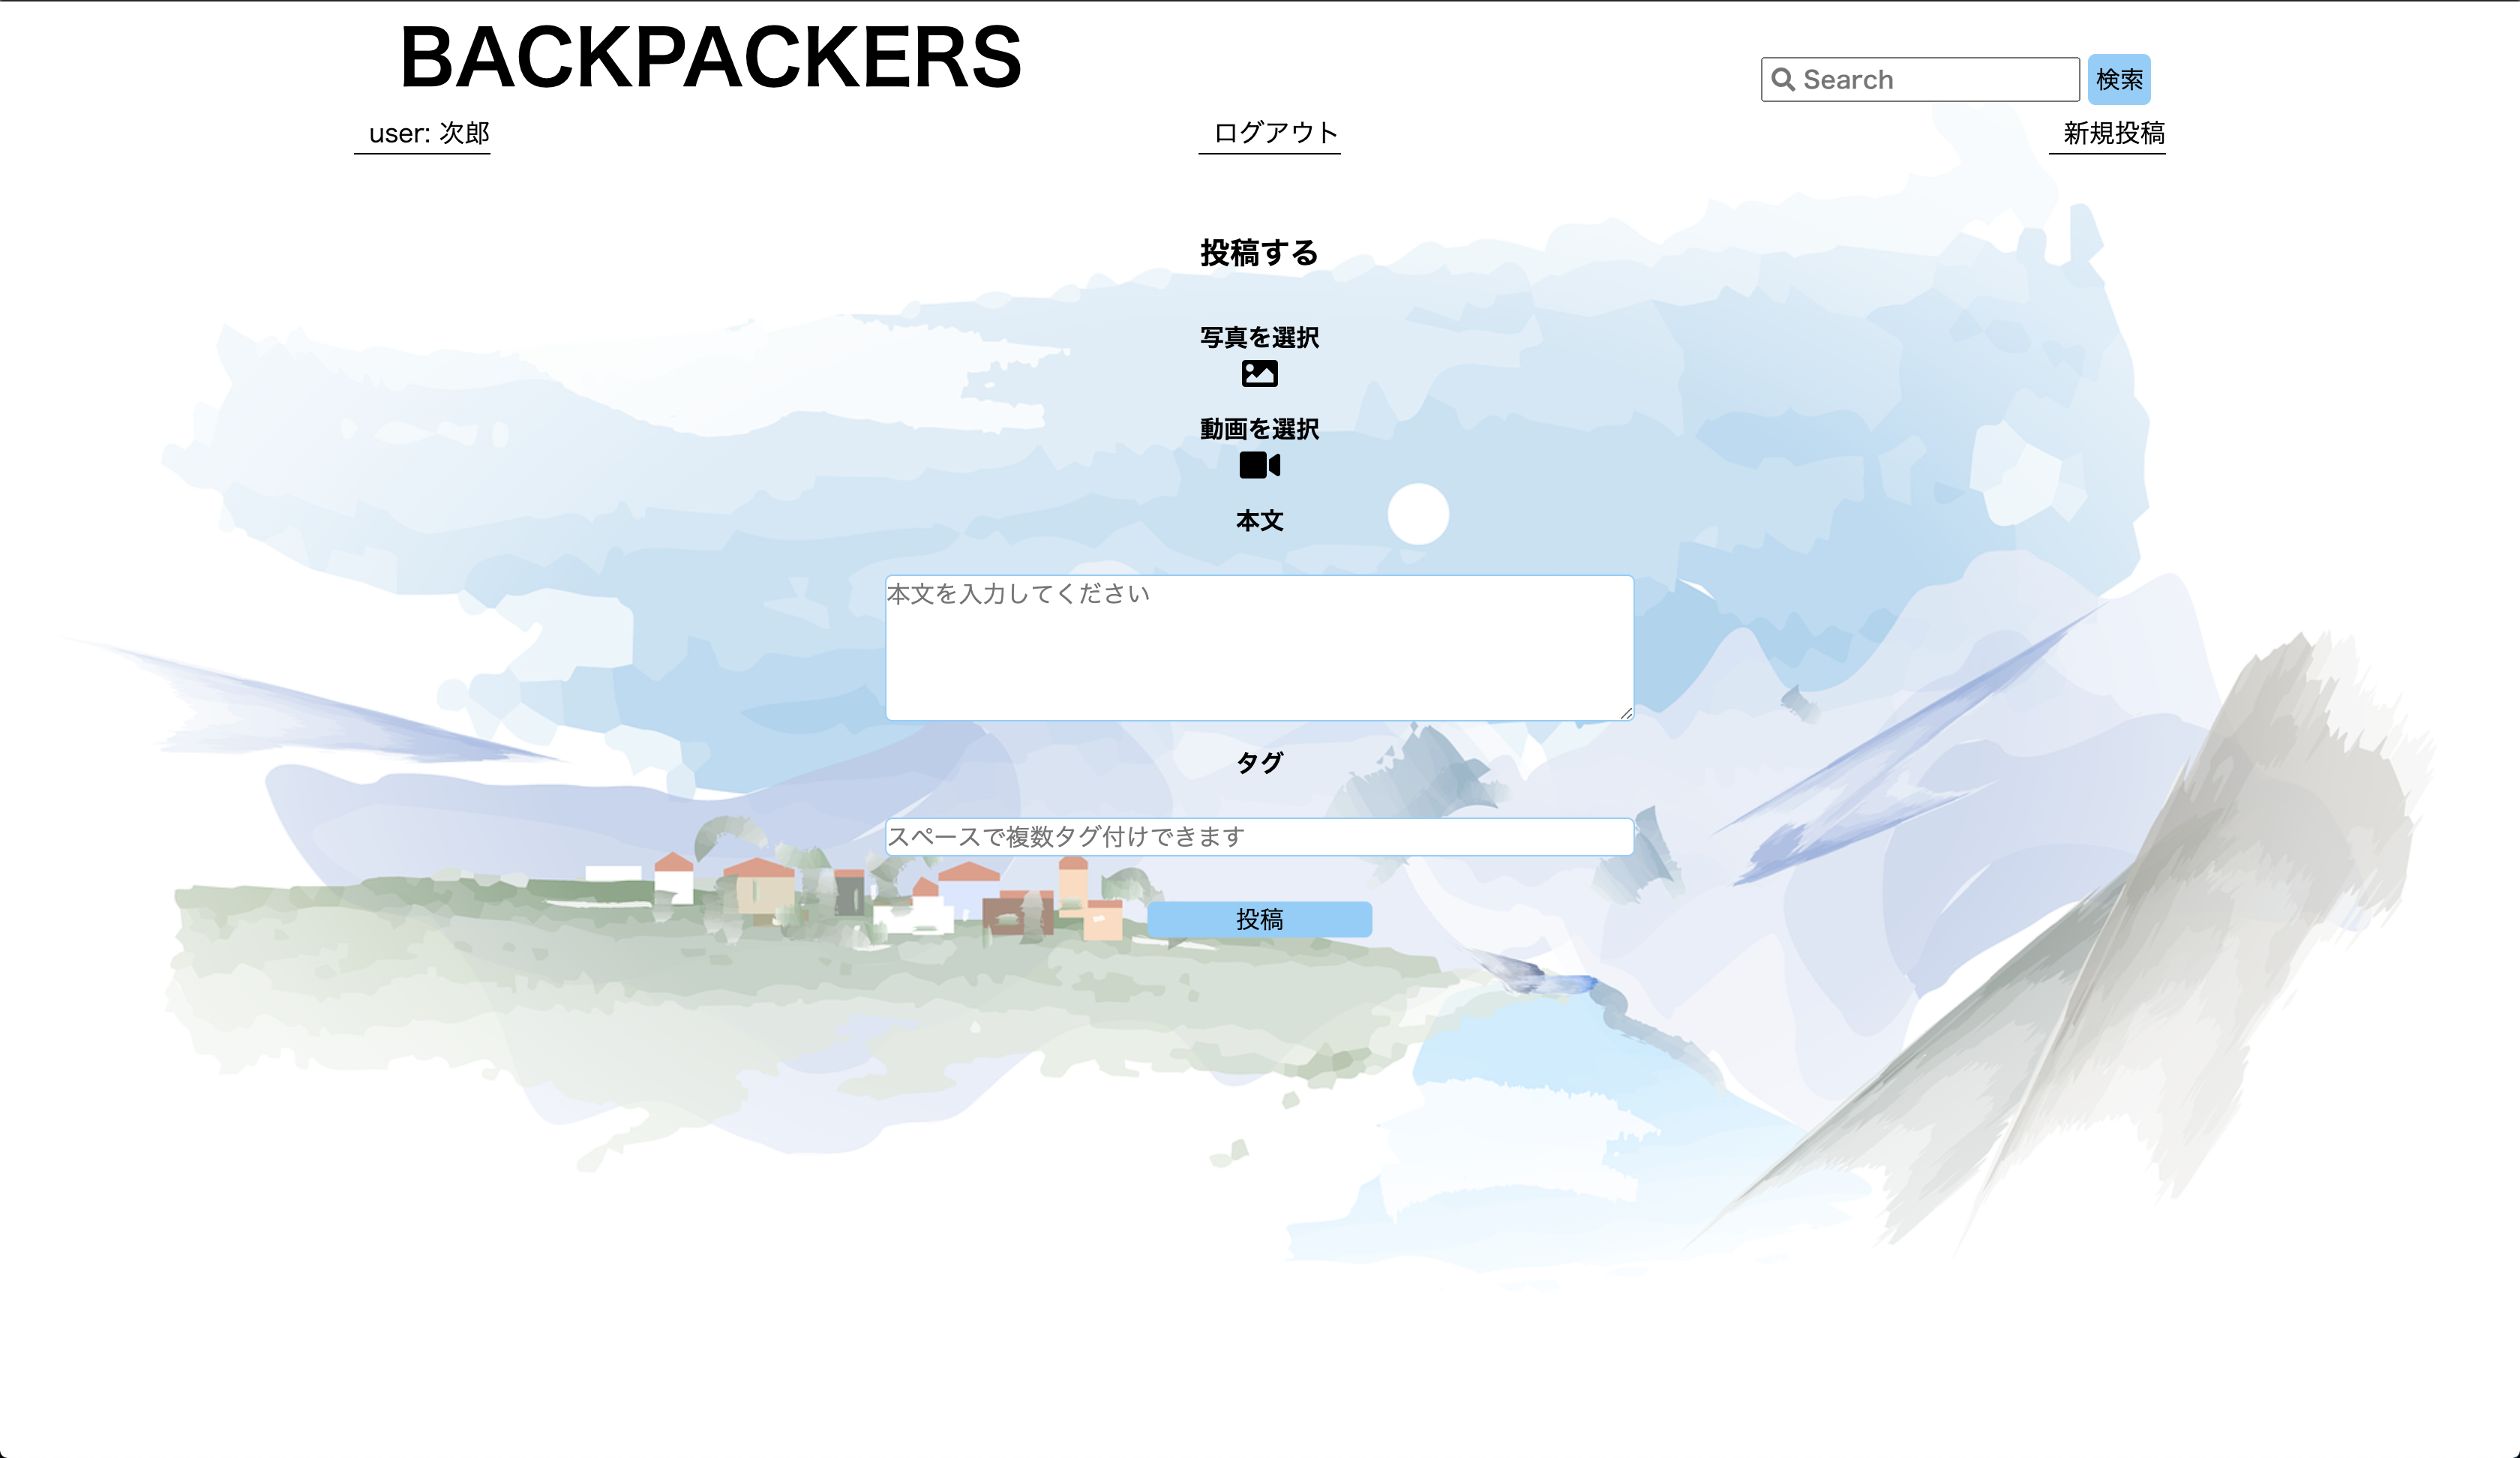 BACKPACKERS
Search
検索
user: 次郎
ログアウト
新規投稿
投稿する
写真を選択
動画を選択
本文
本文を入力してください
タグ
スペースで複数タグ付けできます
投稿